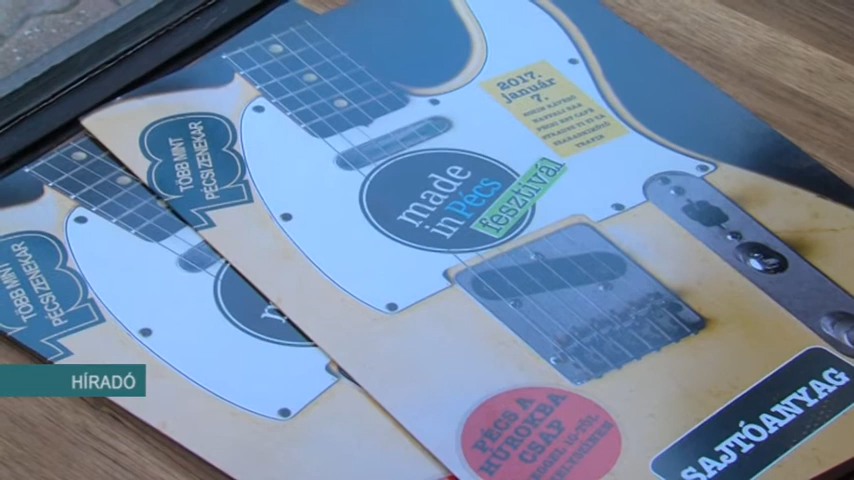 2017.
január
7.
TÖBB MINT
PÉCSI ZENEKAR
made
in Pécs
fesztivál
TÖBB MINT
PÉCSI ZENEKAR
HÍRADÓ
PÉCS A
HÚROKBA
CSAP
SAJTÓANYAG